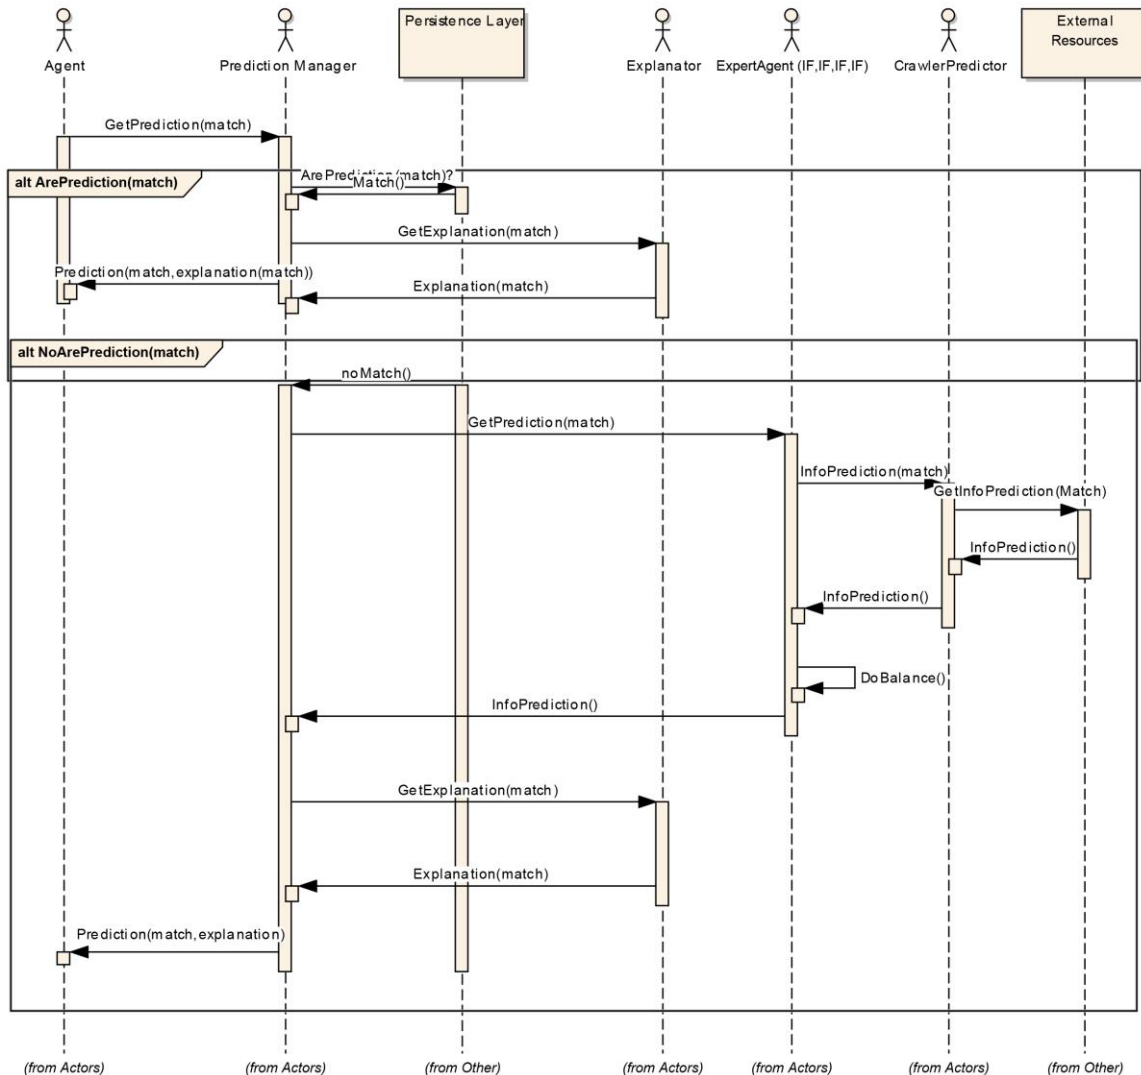 Agent
Prediction Manager
Persistence Layer
Explanator
ExpertAgent (IF,IF,IF,IF)
CrawlerPredictor
External
Resources
GetPrediction(match)
alt ArePrediction(match)
ArePrediction(match)?
Match()
GetExplanation(match)
Prediction(match,explanation(match))
Explanation(match)
alt NoArePrediction(match)
noMatch()
GetPrediction(match)
InfoPrediction(match)
GetInfoPrediction(Match)
InfoPrediction()
InfoPrediction()
DoBalance()
InfoPrediction()
GetExplanation(match)
Explanation(match)
Prediction(match,explanation)
(from Actors)
(from Actors)
(from Other)
(from Actors)
(from Actors)
(from Actors)
(from Other)